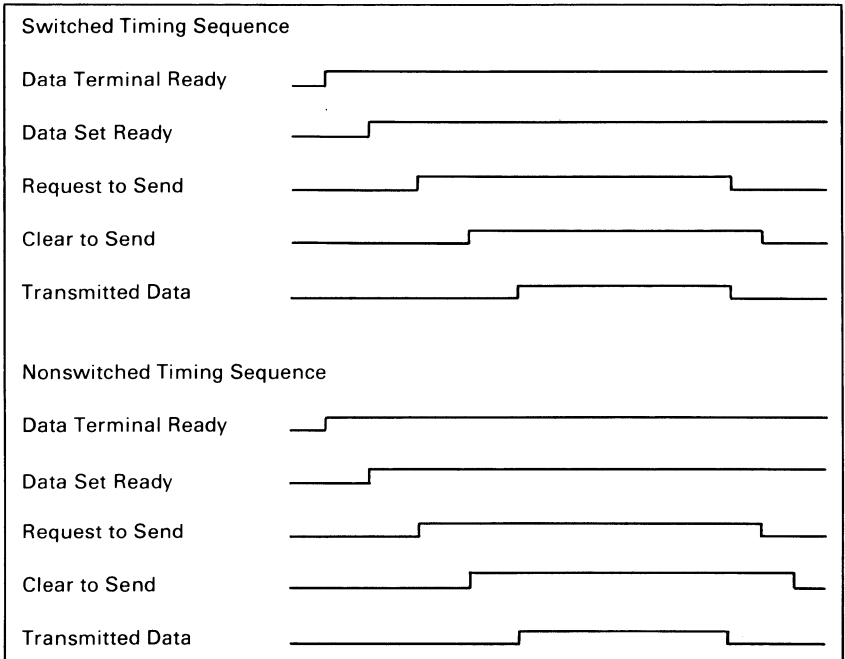 Switched Timing Sequence
Data Terminal Ready
Data Set Ready
Request to Send
Clear to Send
Transmitted Data
Nonswitched Timing Sequence
Data Terminal Ready
Data Set Ready
Request to Send
Clear to Send
Transmitted Data